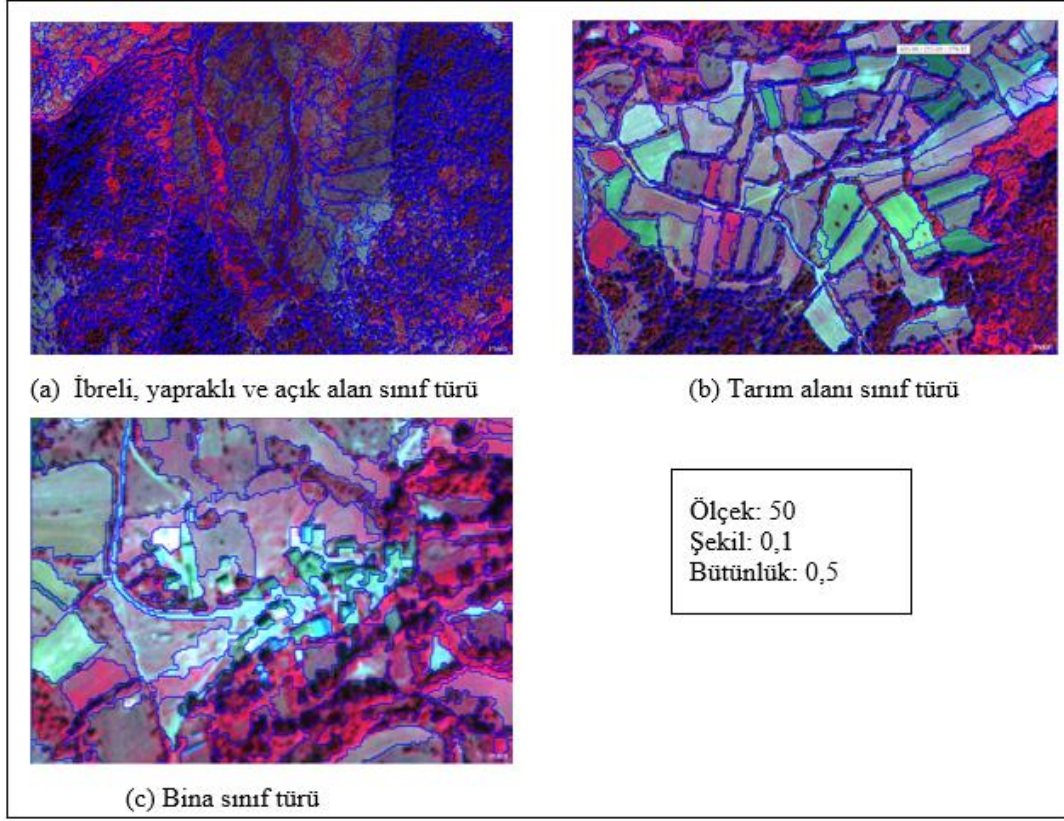 (a) İbreli, yapraklı ve açık alan sınıf türü
(b) Tarım alanı sınıf türü
(c) Bina sınıf türü
Ölçek: 50
Şekil: 0,1
Bütünlük: 0,5